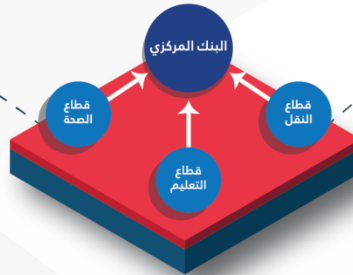 البنك المركزي
قطاع
النقل
قطاع
الصحة
قطاع
التعليم